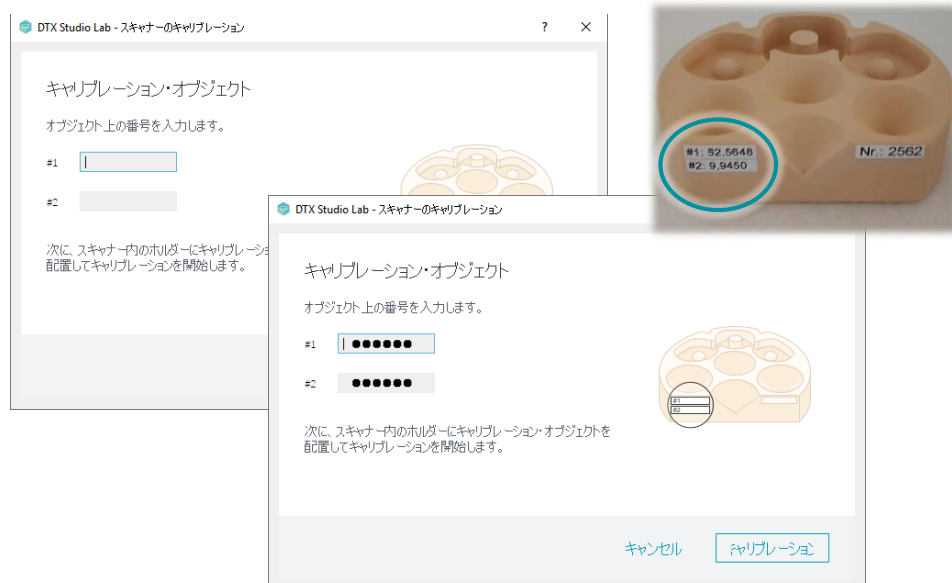 DTX Studio Lab - スキャナーのキャリブレーション
?
キャリブレーション・オブジェクト
オブジェクト上の番号を入力します。
#1
#2
次に、スキャナー内のホルダーにキャリブレーショ
配置してキャリブレーションを開始します。
#1: 52,5648
#2: 9,9450
Nr.: 2562
DTX Studio Lab - スキャナーのキャリブレーション
キャリブレーション・オブジェクト
オブジェクト上の番号を入力します。
#1 ●●●●●●
#2 ●●●●●●
#1
#2
次に、スキャナー内のホルダーにキャリブレーション・オブジェクトを
配置してキャリブレーションを開始します。
キャンセル
キャリブレーション